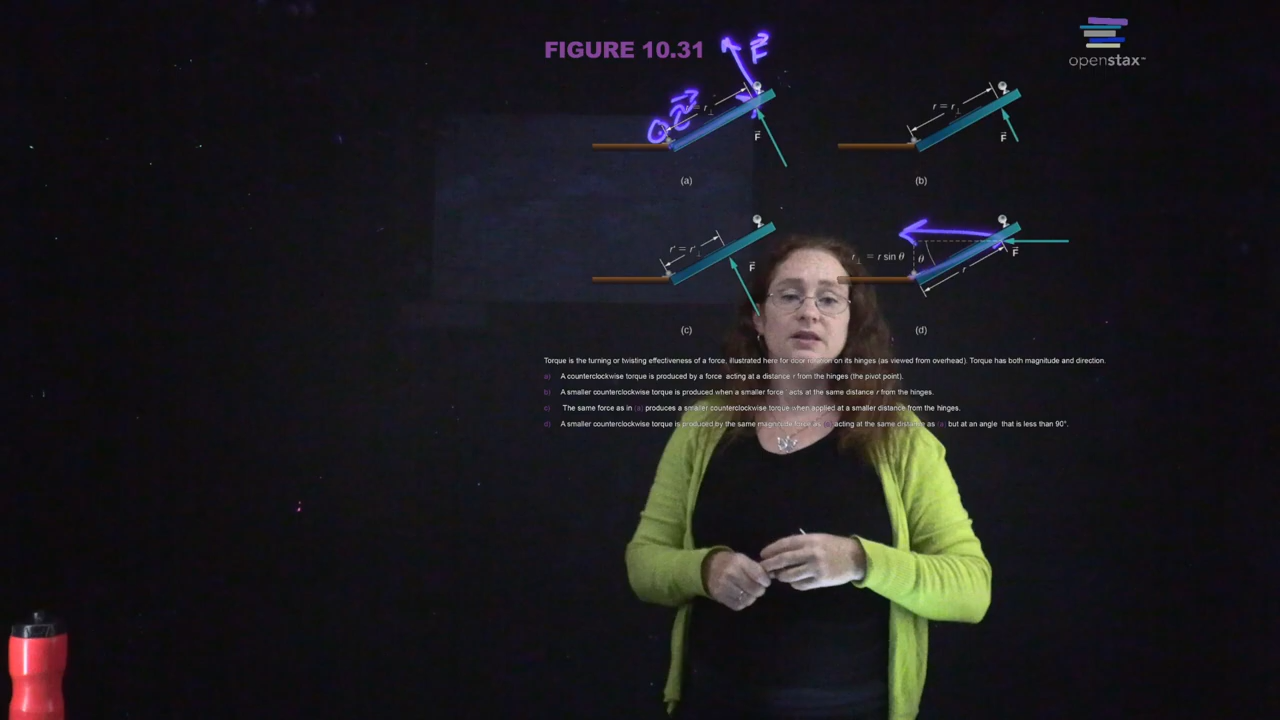 FIGURE 10.31
openstax™
F⃗
r = r⊥
F⃗
(a)
r = r⊥
F⃗
(b)
r = r⊥
F⃗
(c)
r⊥ = r sin θ
θ
r
F⃗
(d)
Torque is the turning or twisting effectiveness of a force, illustrated here for door rotation on its hinges (as viewed from overhead). Torque has both magnitude and direction.
a) A counterclockwise torque is produced by a force acting at a distance r from the hinges (the pivot point).
b) A smaller counterclockwise torque is produced when a smaller force acts at the same distance r from the hinges.
c) The same force as in (a) produces a smaller counterclockwise torque when applied at a smaller distance from the hinges.
d) A smaller counterclockwise torque is produced by the same magnitude force as (a) acting at the same distance as (a) but at an angle that is less than 90°.